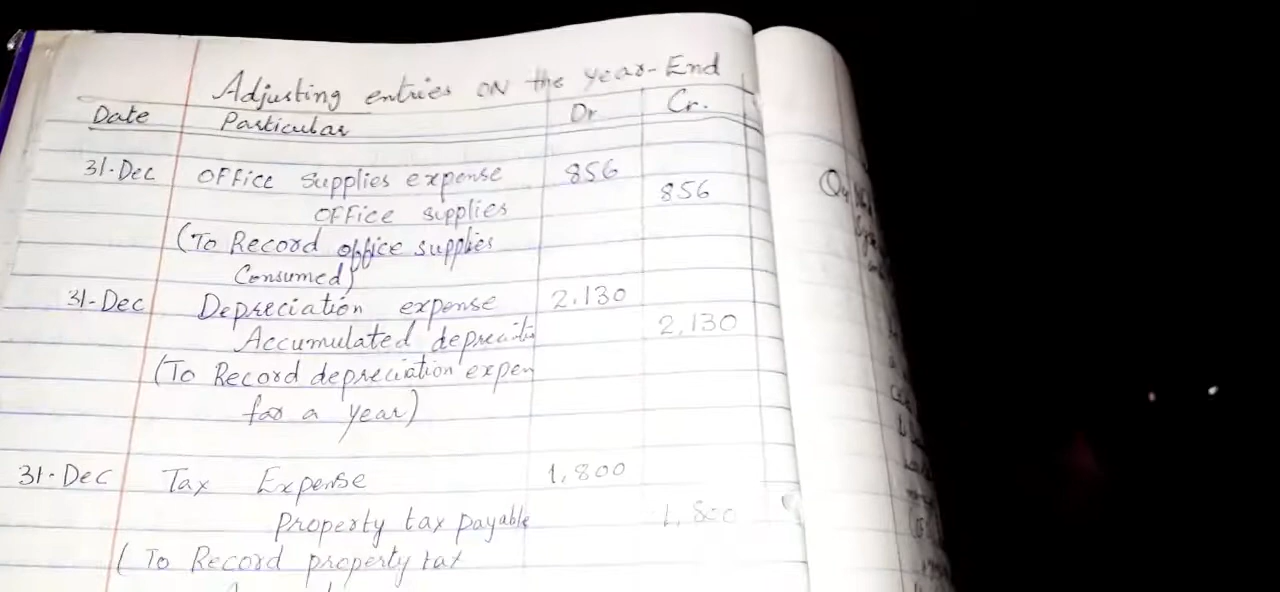 Adjusting entries on the year-End
Date Particular Dr Cr.
31-Dec Office supplies expense 856
Office supplies 856
(To Record office supplies
Consumed)
31-Dec Depreciation expense 2,130
Accumulated depreciatio 2,130
(To Record depreciation expen
for a year)
31-Dec Tax Expense 1,800
Property tax payable 1,800
(To Record property tax